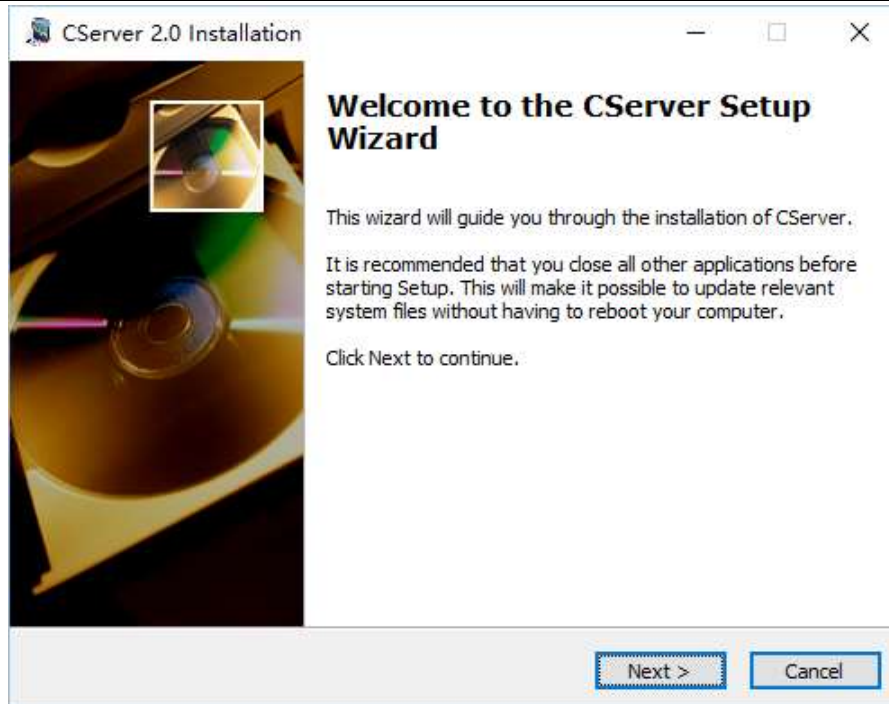 CServer 2.0 Installation
Welcome to the CServer Setup
Wizard
This wizard will guide you through the installation of CServer.
It is recommended that you close all other applications before
starting Setup. This will make it possible to update relevant
system files without having to reboot your computer.
Click Next to continue.
Next >
Cancel